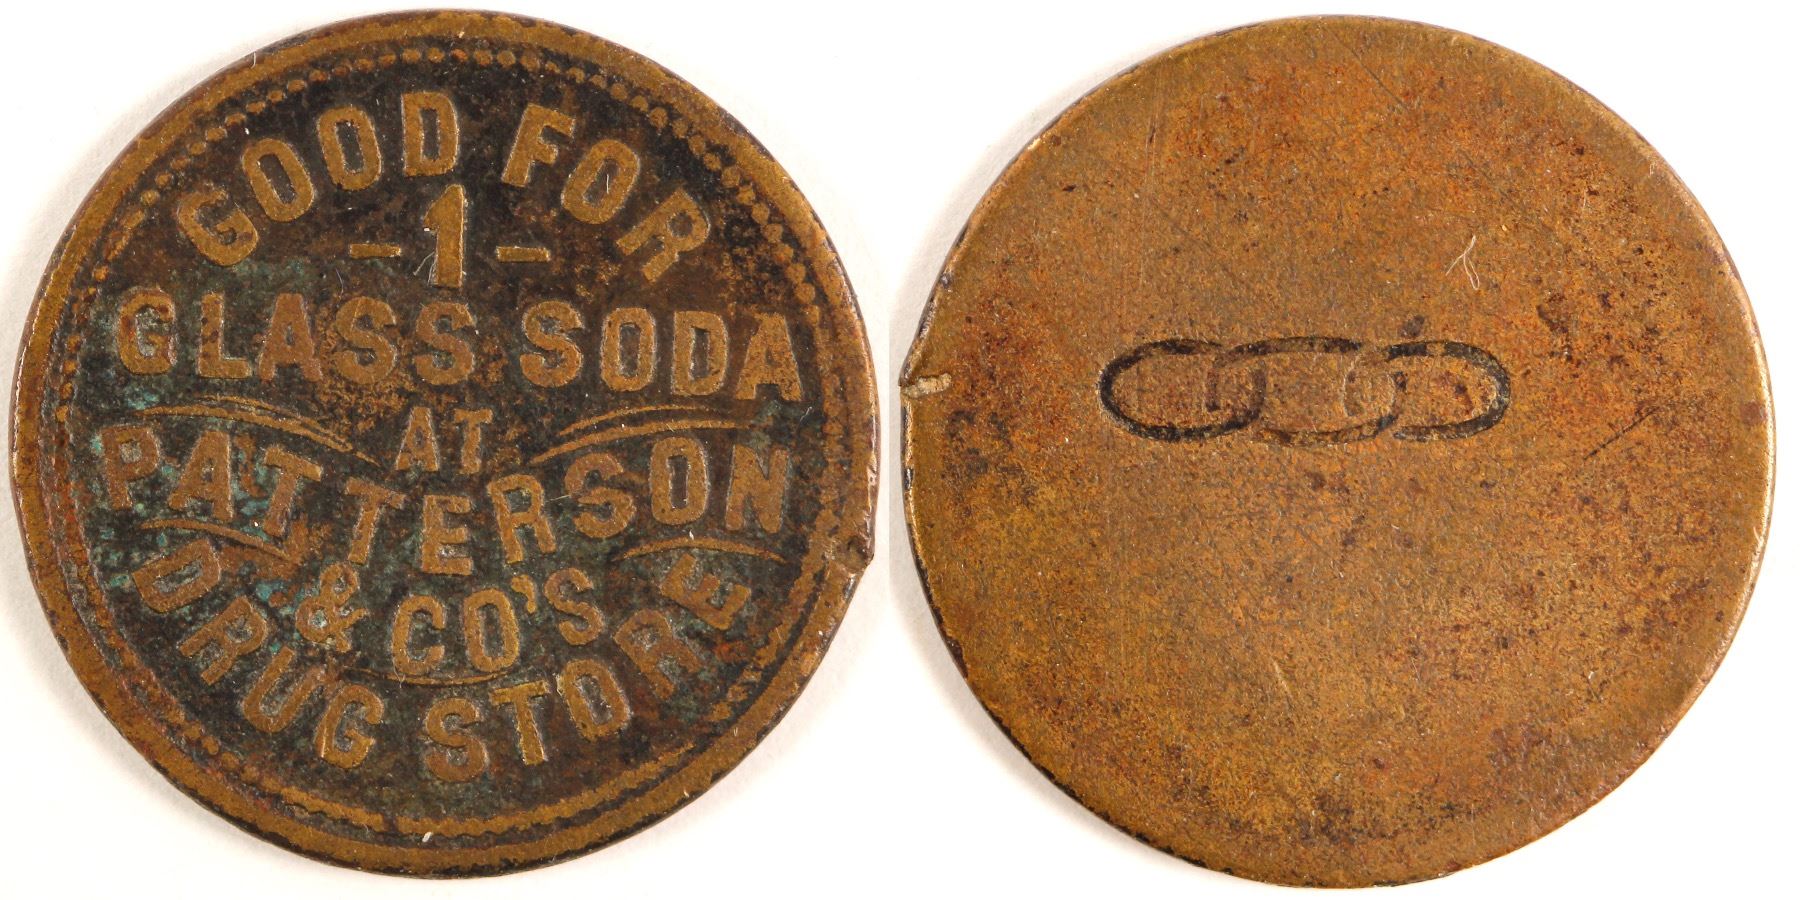 GOOD FOR
-1-
GLASS SODA
AT
PATTERSON
& CO'S
DRUG STORE